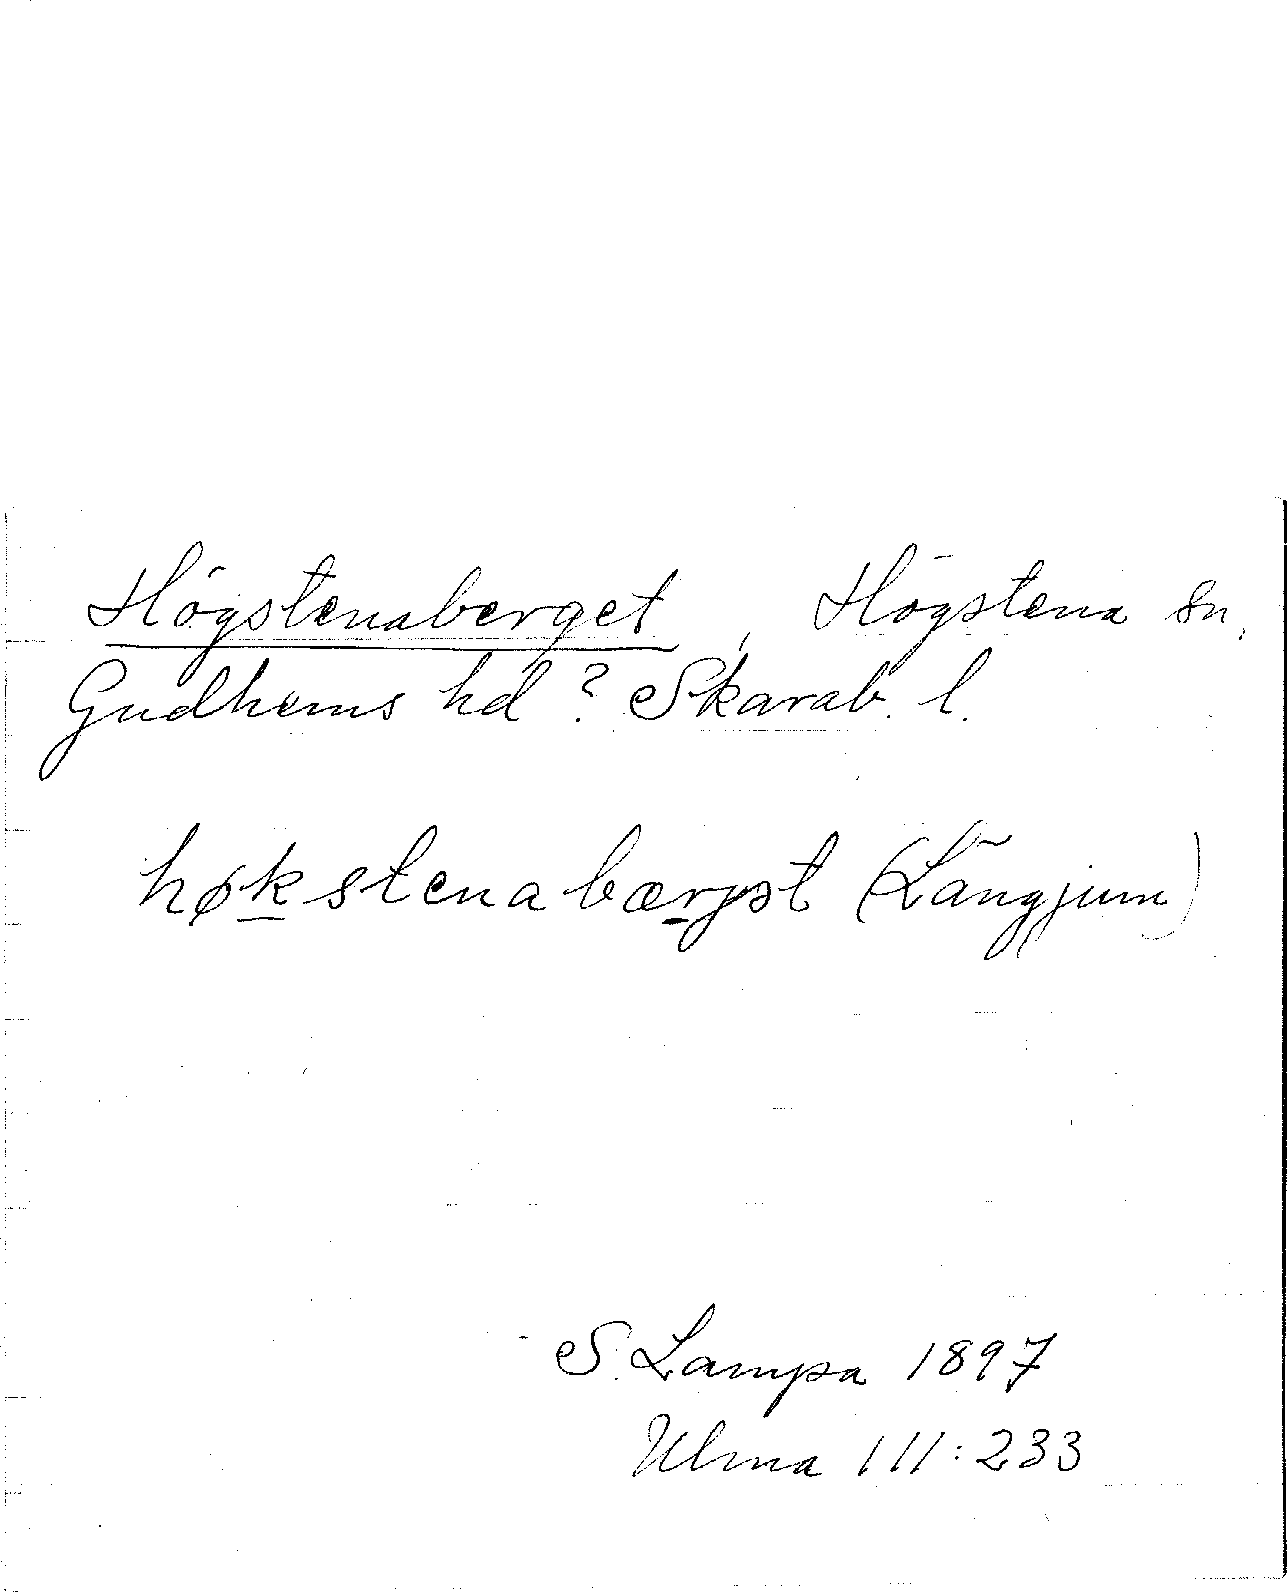 Högstenaberget, Högstena sn,
Gudhems hd? Skarab. l.
høkstenabærjət (Långjum)
S. Lampa 1897
Ulma 111:233